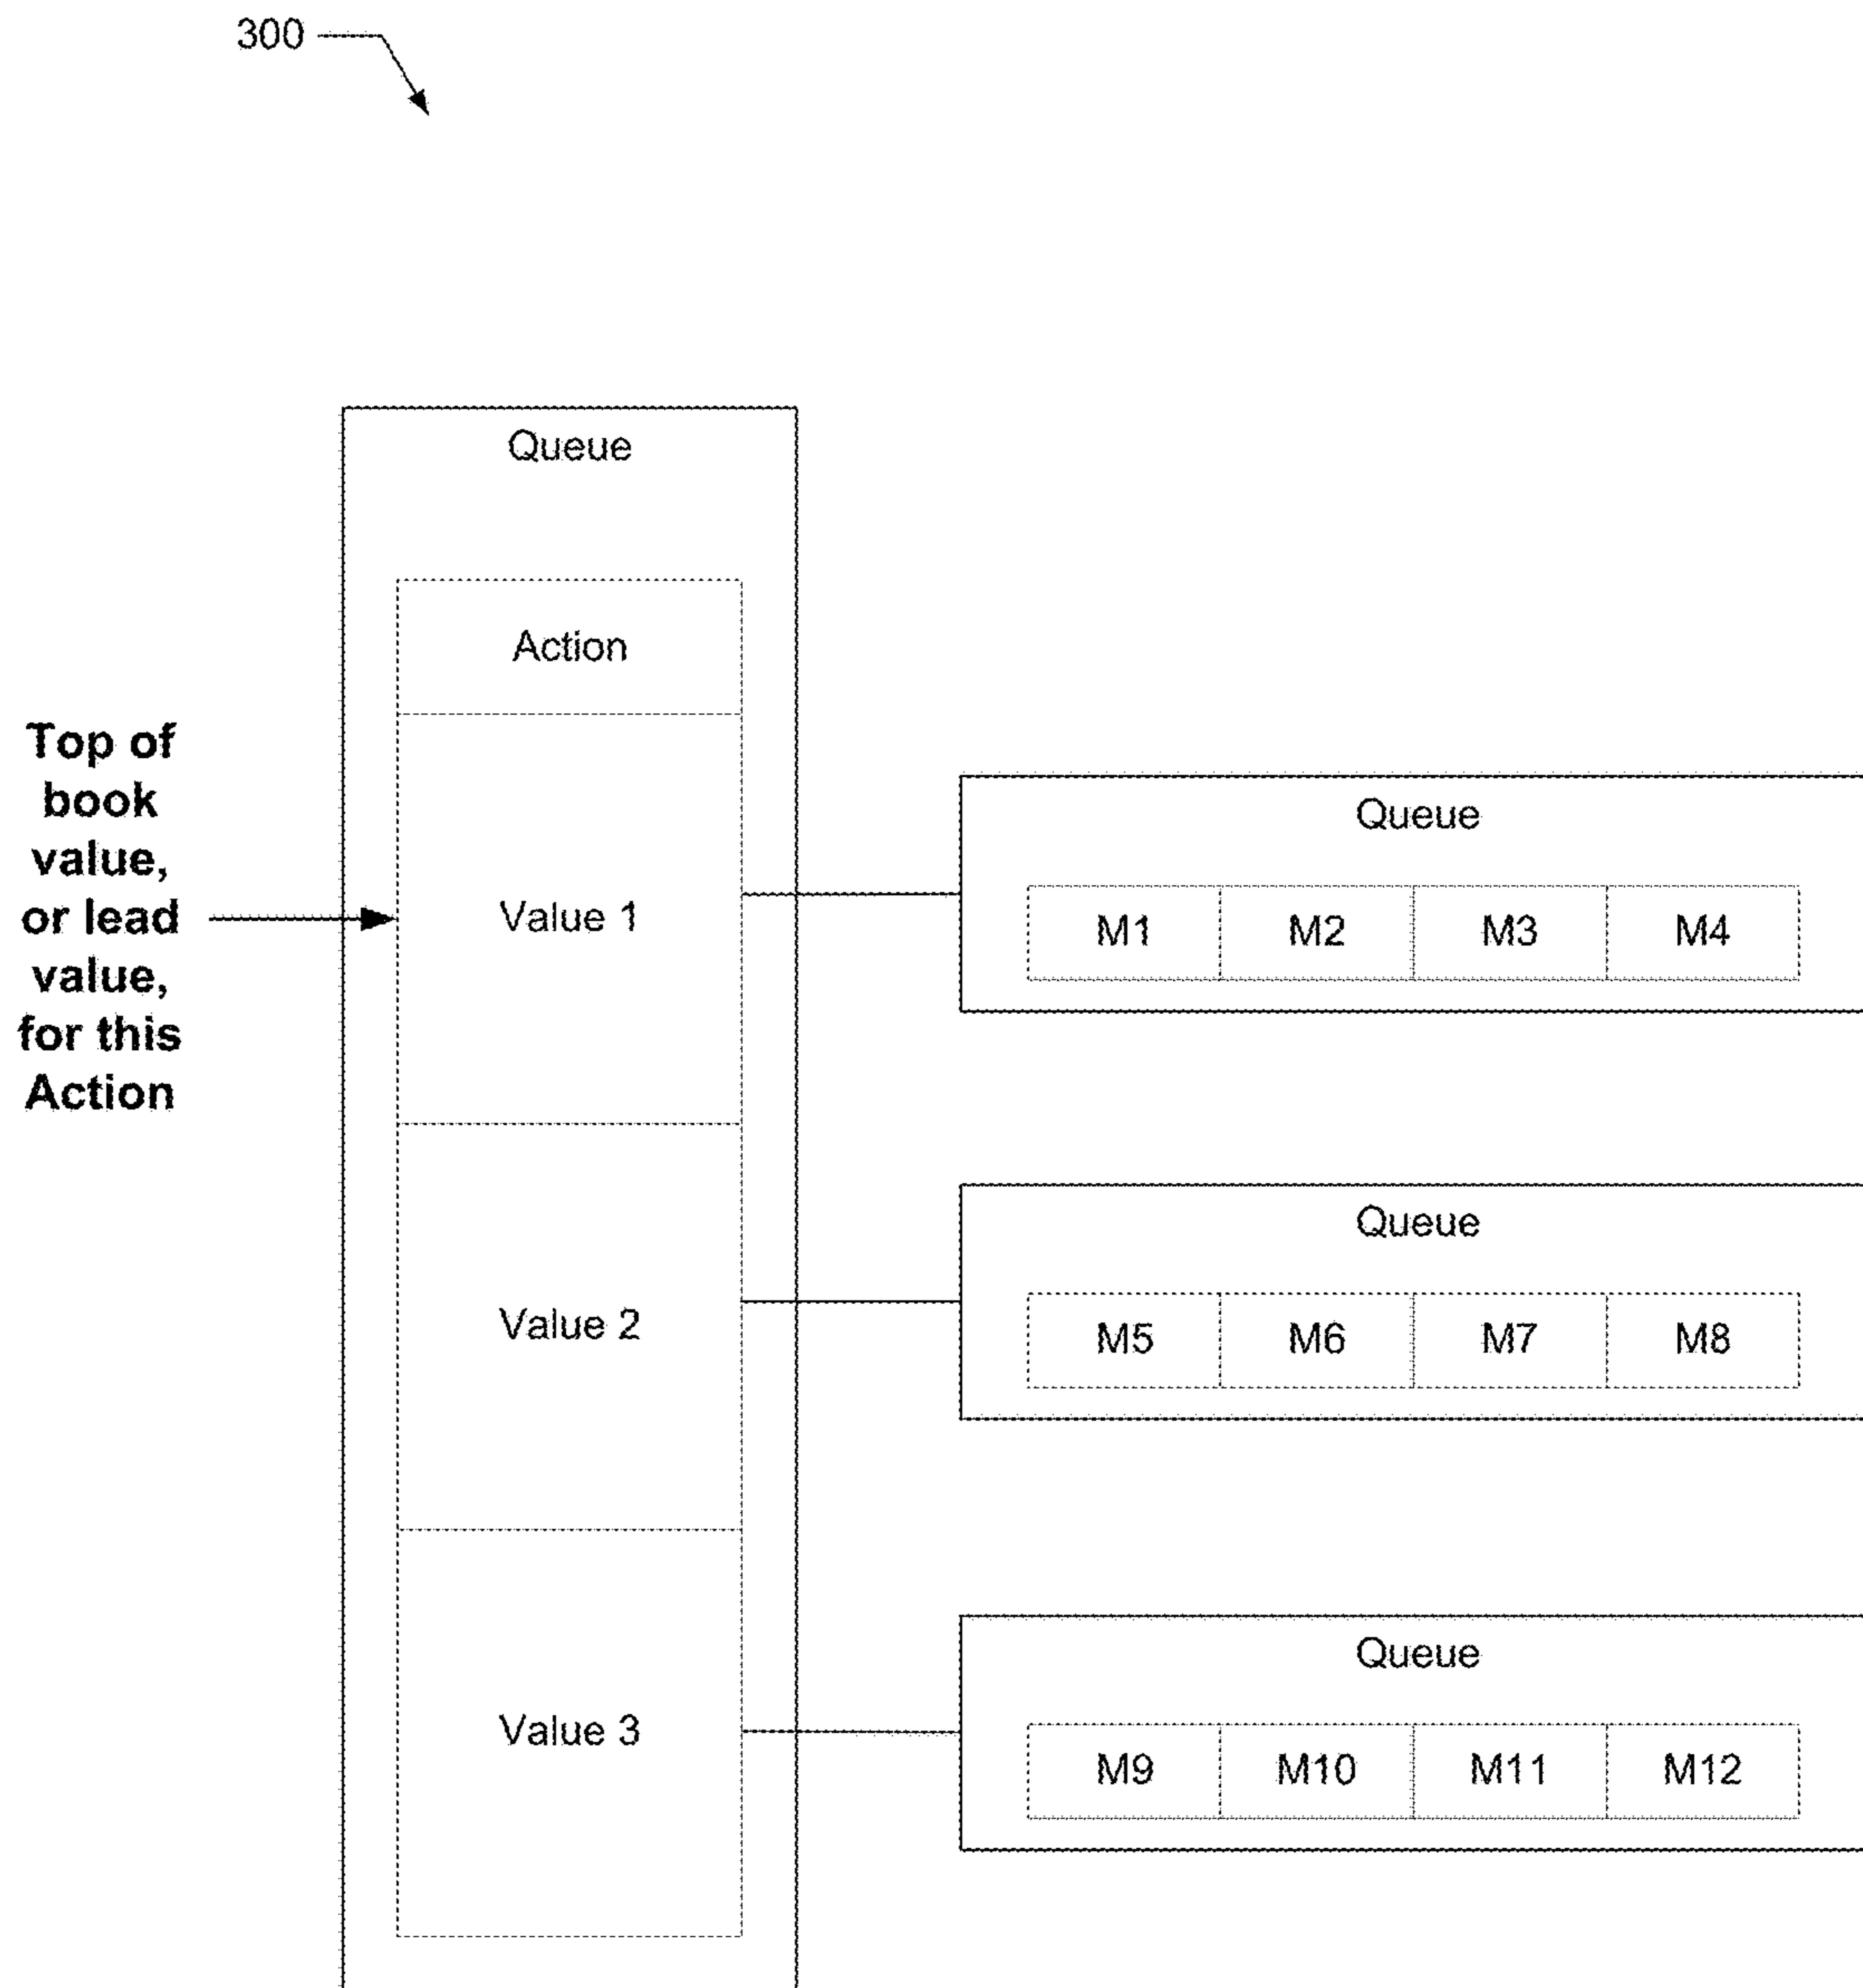 300
Queue
Action
Top of
book
value,
or lead
value,
for this
Action
Value 1
Queue
M1 M2 M3 M4
Value 2
Queue
M5 M6 M7 M8
Value 3
Queue
M9 M10 M11 M12